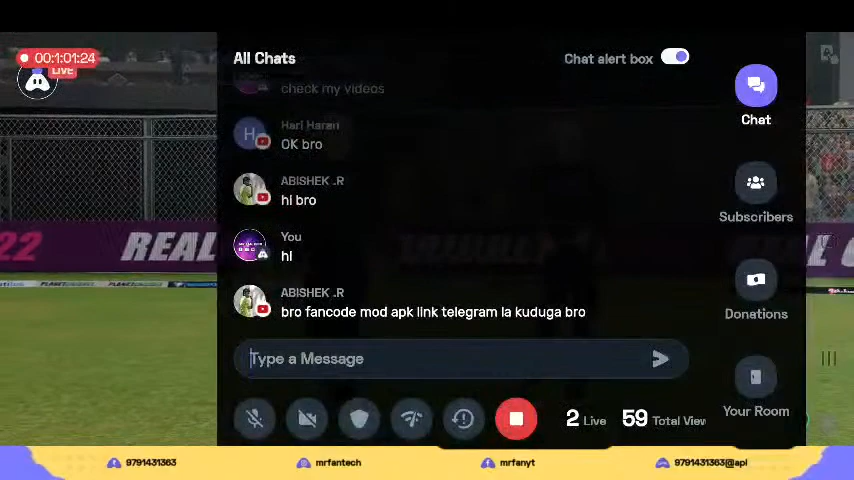 00:1:01:24
LIVE
All Chats
Chat alert box
check my videos
Chat
Hari Haran
H
OK bro
ABISHEK .R
hi bro
Subscribers
You
hi
22
REAL
ABISHEK .R
bro fancode mod apk link telegram la kuduga bro
Donations
Type a Message
2 Live
59 Total View
Your Room
9791431363
mrfantech
mrfanyt
9791431363@apl